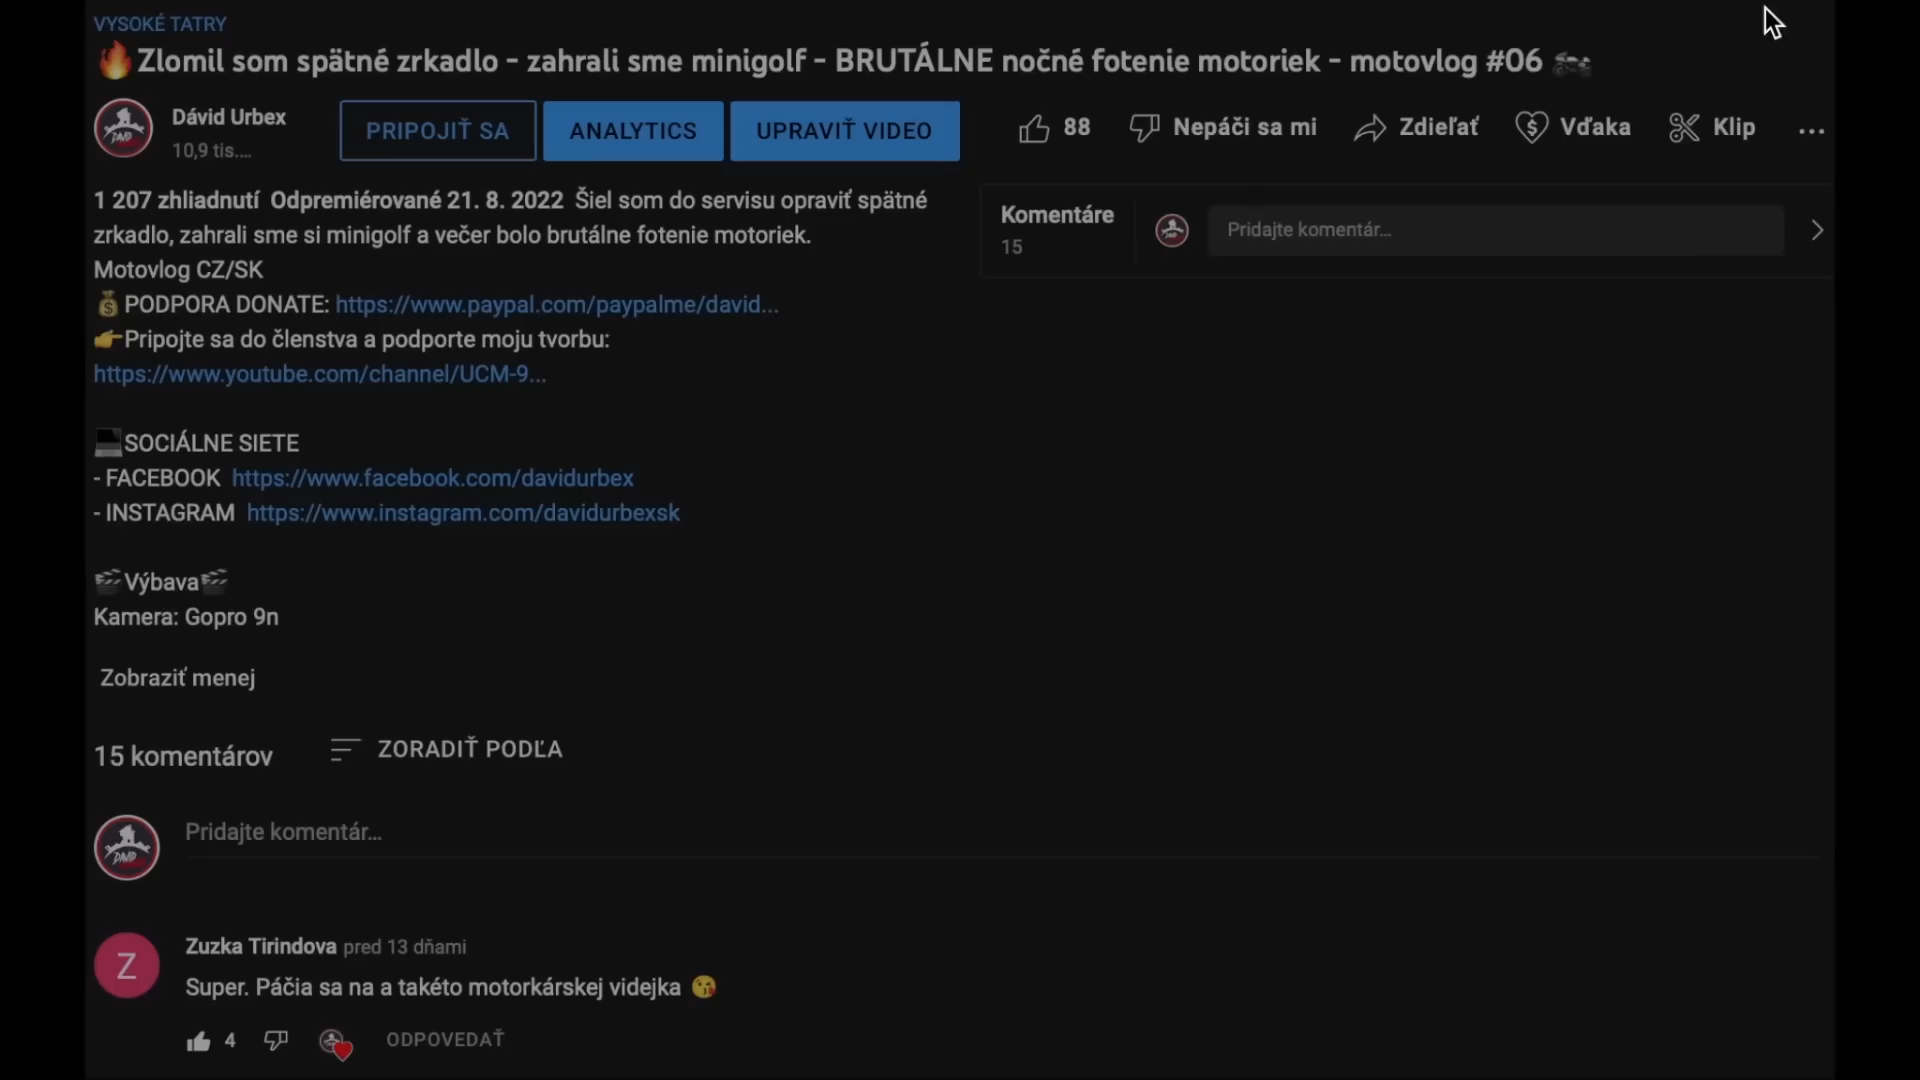 VYSOKÉ TATRY
🔥Zlomil som spätné zrkadlo - zahrali sme minigolf - BRUTÁLNE nočné fotenie motoriek - motovlog #06 🏍️
Dávid Urbex
10,9 tis....
PRIPOJIŤ SA
ANALYTICS
UPRAVIŤ VIDEO
88
Nepáči sa mi
Zdieľať
Vďaka
Klip
1 207 zhliadnutí Odpremiérované 21. 8. 2022 Šiel som do servisu opraviť spätné
zrkadlo, zahrali sme si minigolf a večer bolo brutálne fotenie motoriek.
Motovlog CZ/SK
💰PODPORA DONATE: https://www.paypal.com/paypalme/david...
👉Pripojte sa do členstva a podporte moju tvorbu:
https://www.youtube.com/channel/UCM-9...
💻SOCIÁLNE SIETE
- FACEBOOK https://www.facebook.com/davidurbex
- INSTAGRAM https://www.instagram.com/davidurbexsk
🎬Výbava🎬
Kamera: Gopro 9n
Zobraziť menej
Komentáre
15
Pridajte komentár...
15 komentárov
ZORADIŤ PODĽA
DAVID
Pridajte komentár...
Z
Zuzka Tirindova pred 13 dňami
Super. Páčia sa na a takéto motorkárskej videjka 😘
4
ODPOVEDAŤ